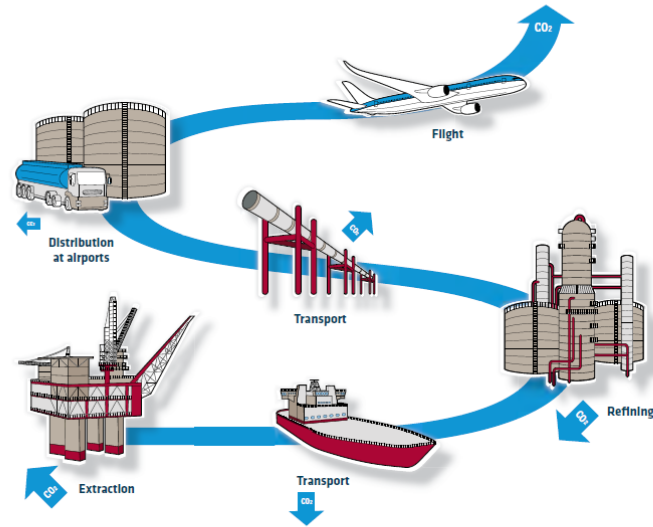 CO₂
Flight
CO₂
Distribution
at airports
CO₂
Transport
CO₂
Refining
CO₂
Extraction
Transport
CO₂